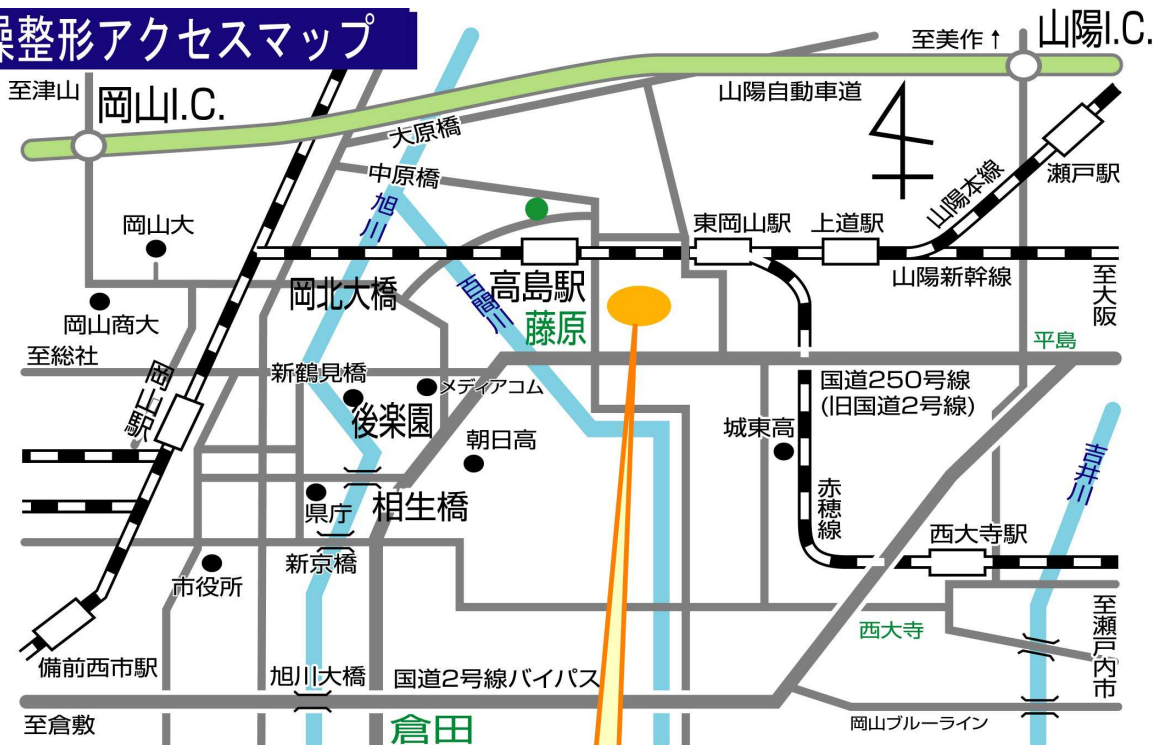 操整形アクセスマップ
至美作↑
山陽I.C.
至津山
岡山I.C.
山陽自動車道
大原橋
中原橋
旭川
瀬戸駅
山陽本線
岡山大
東岡山駅
上道駅
山陽新幹線
至大阪
岡北大橋
百間川
高島駅
藤原
岡山商大
至総社
平島
新鶴見橋
メディアコム
国道250号線
(旧国道2号線)
岡山駅
後楽園
朝日高
城東高
吉井川
県庁
相生橋
赤穂線
西大寺駅
新京橋
市役所
至瀬戸内市
西大寺
備前西市駅
旭川大橋
国道2号線バイパス
至倉敷
倉田
岡山ブルーライン